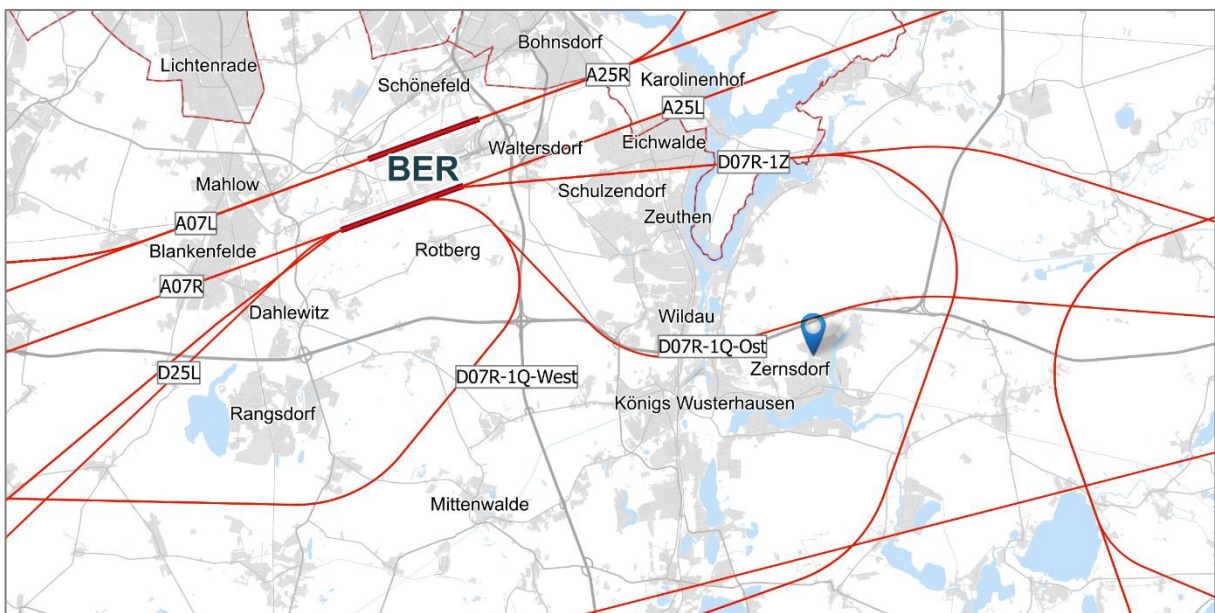 Bohnsdorf
Lichtenrade
A25R
Karolinenhof
Schönefeld
A25L
Waltersdorf
Eichwalde
BER
D07R-1Z
Mahlow
Schulzendorf
A07L
Zeuthen
Blankenfelde
Rotberg
A07R
Dahlewitz
Wildau
D07R-1Q-Ost
Zernsdorf
D25L
D07R-1Q-West
Königs Wusterhausen
Rangsdorf
Mittenwalde